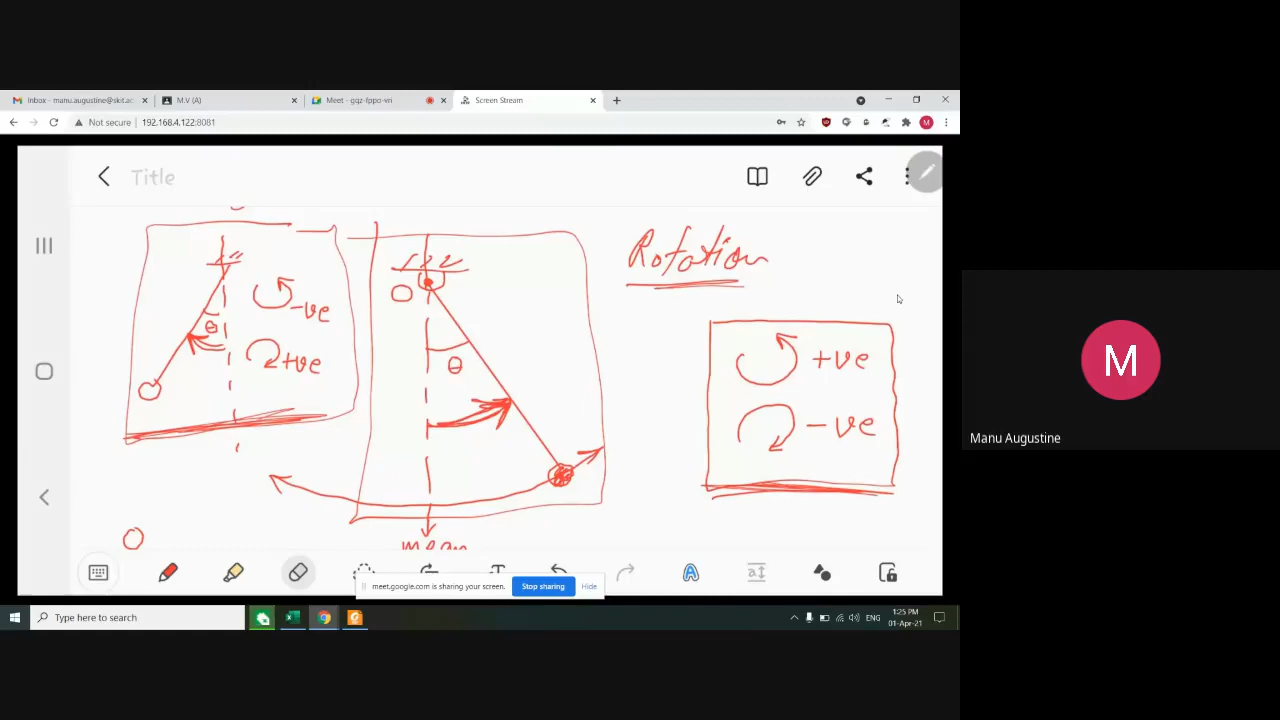 Inbox - manu.augustine@skit.ac
M.V (A)
Meet - gqz-fppo-vri
Screen Stream
Not secure
192.168.4.122:8081
Title
Rotation
θ
-ve
+ve
O
θ
+ve
-ve
mean
O
T
A
meet.google.com is sharing your screen.
Stop sharing
Hide
Type here to search
ENG
1:25 PM
01-Apr-21
M
Manu Augustine